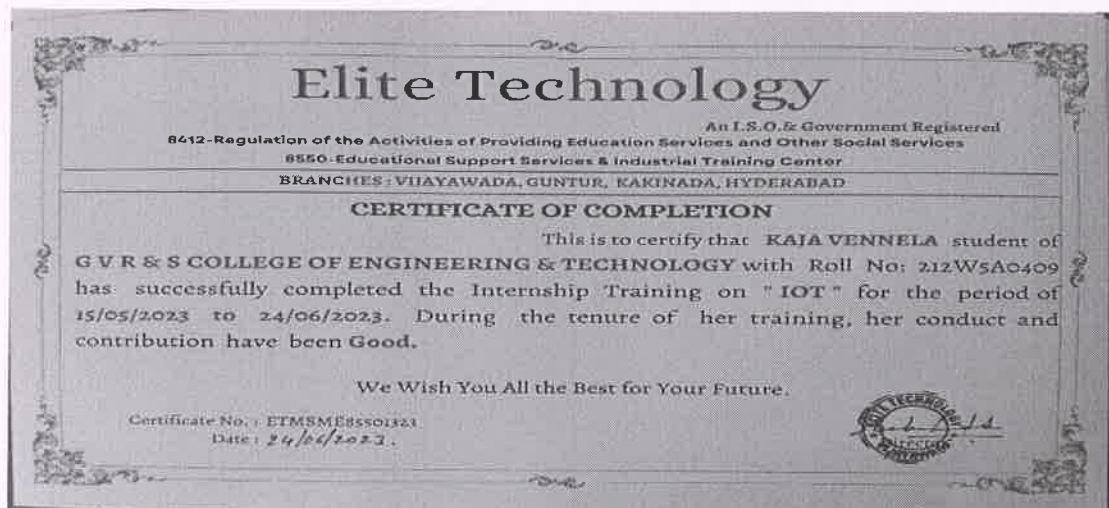 Elite Technology
An I.S.O.& Government Registered
8412-Regulation of the Activities of Providing Education Services and Other Social Services
8550-Educational Support Services & Industrial Training Center
BRANCHES : VIJAYAWADA, GUNTUR, KAKINADA, HYDERABAD
CERTIFICATE OF COMPLETION
This is to certify that KAJA VENNELA student of
G V R & S COLLEGE OF ENGINEERING & TECHNOLOGY with Roll No: 212W5A0409
has successfully completed the Internship Training on " IOT " for the period of
15/05/2023 to 24/06/2023. During the tenure of her training, her conduct and
contribution have been Good.
We Wish You All the Best for Your Future.
Certificate No. : ETMSME85501323
Date : 24/06/2023.
ELITE TECHNOLOGY